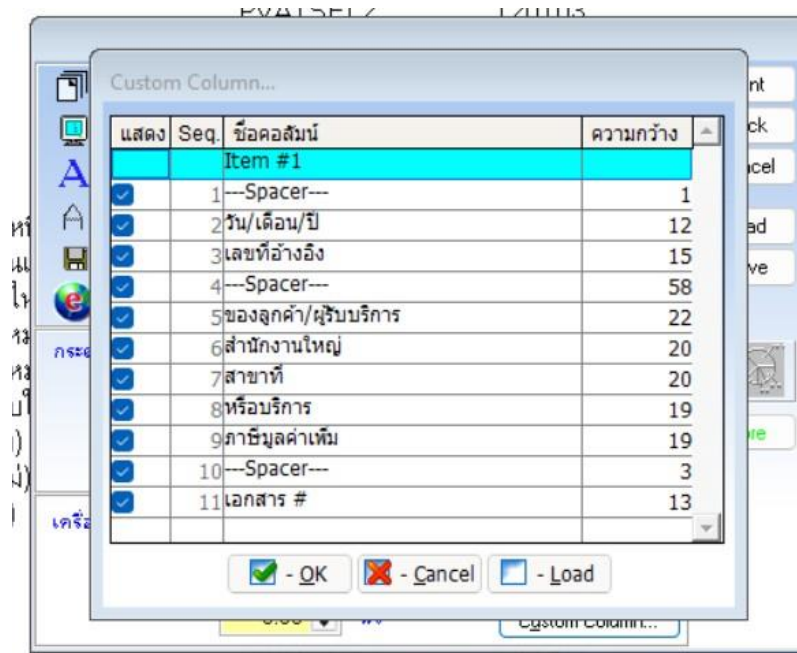 Custom Column...
แสดง Seq. ชื่อคอลัมน์ ความกว้าง
Item #1
1 ---Spacer--- 1
2 วัน/เดือน/ปี 12
3 เลขที่อ้างอิง 15
4 ---Spacer--- 58
5 ของลูกค้า/ผู้รับบริการ 22
6 สำนักงานใหญ่ 20
7 สาขาที่ 20
8 หรือบริการ 19
9 ภาษีมูลค่าเพิ่ม 19
10 ---Spacer--- 3
11 เอกสาร # 13
- OK - Cancel - Load
Custom Column...